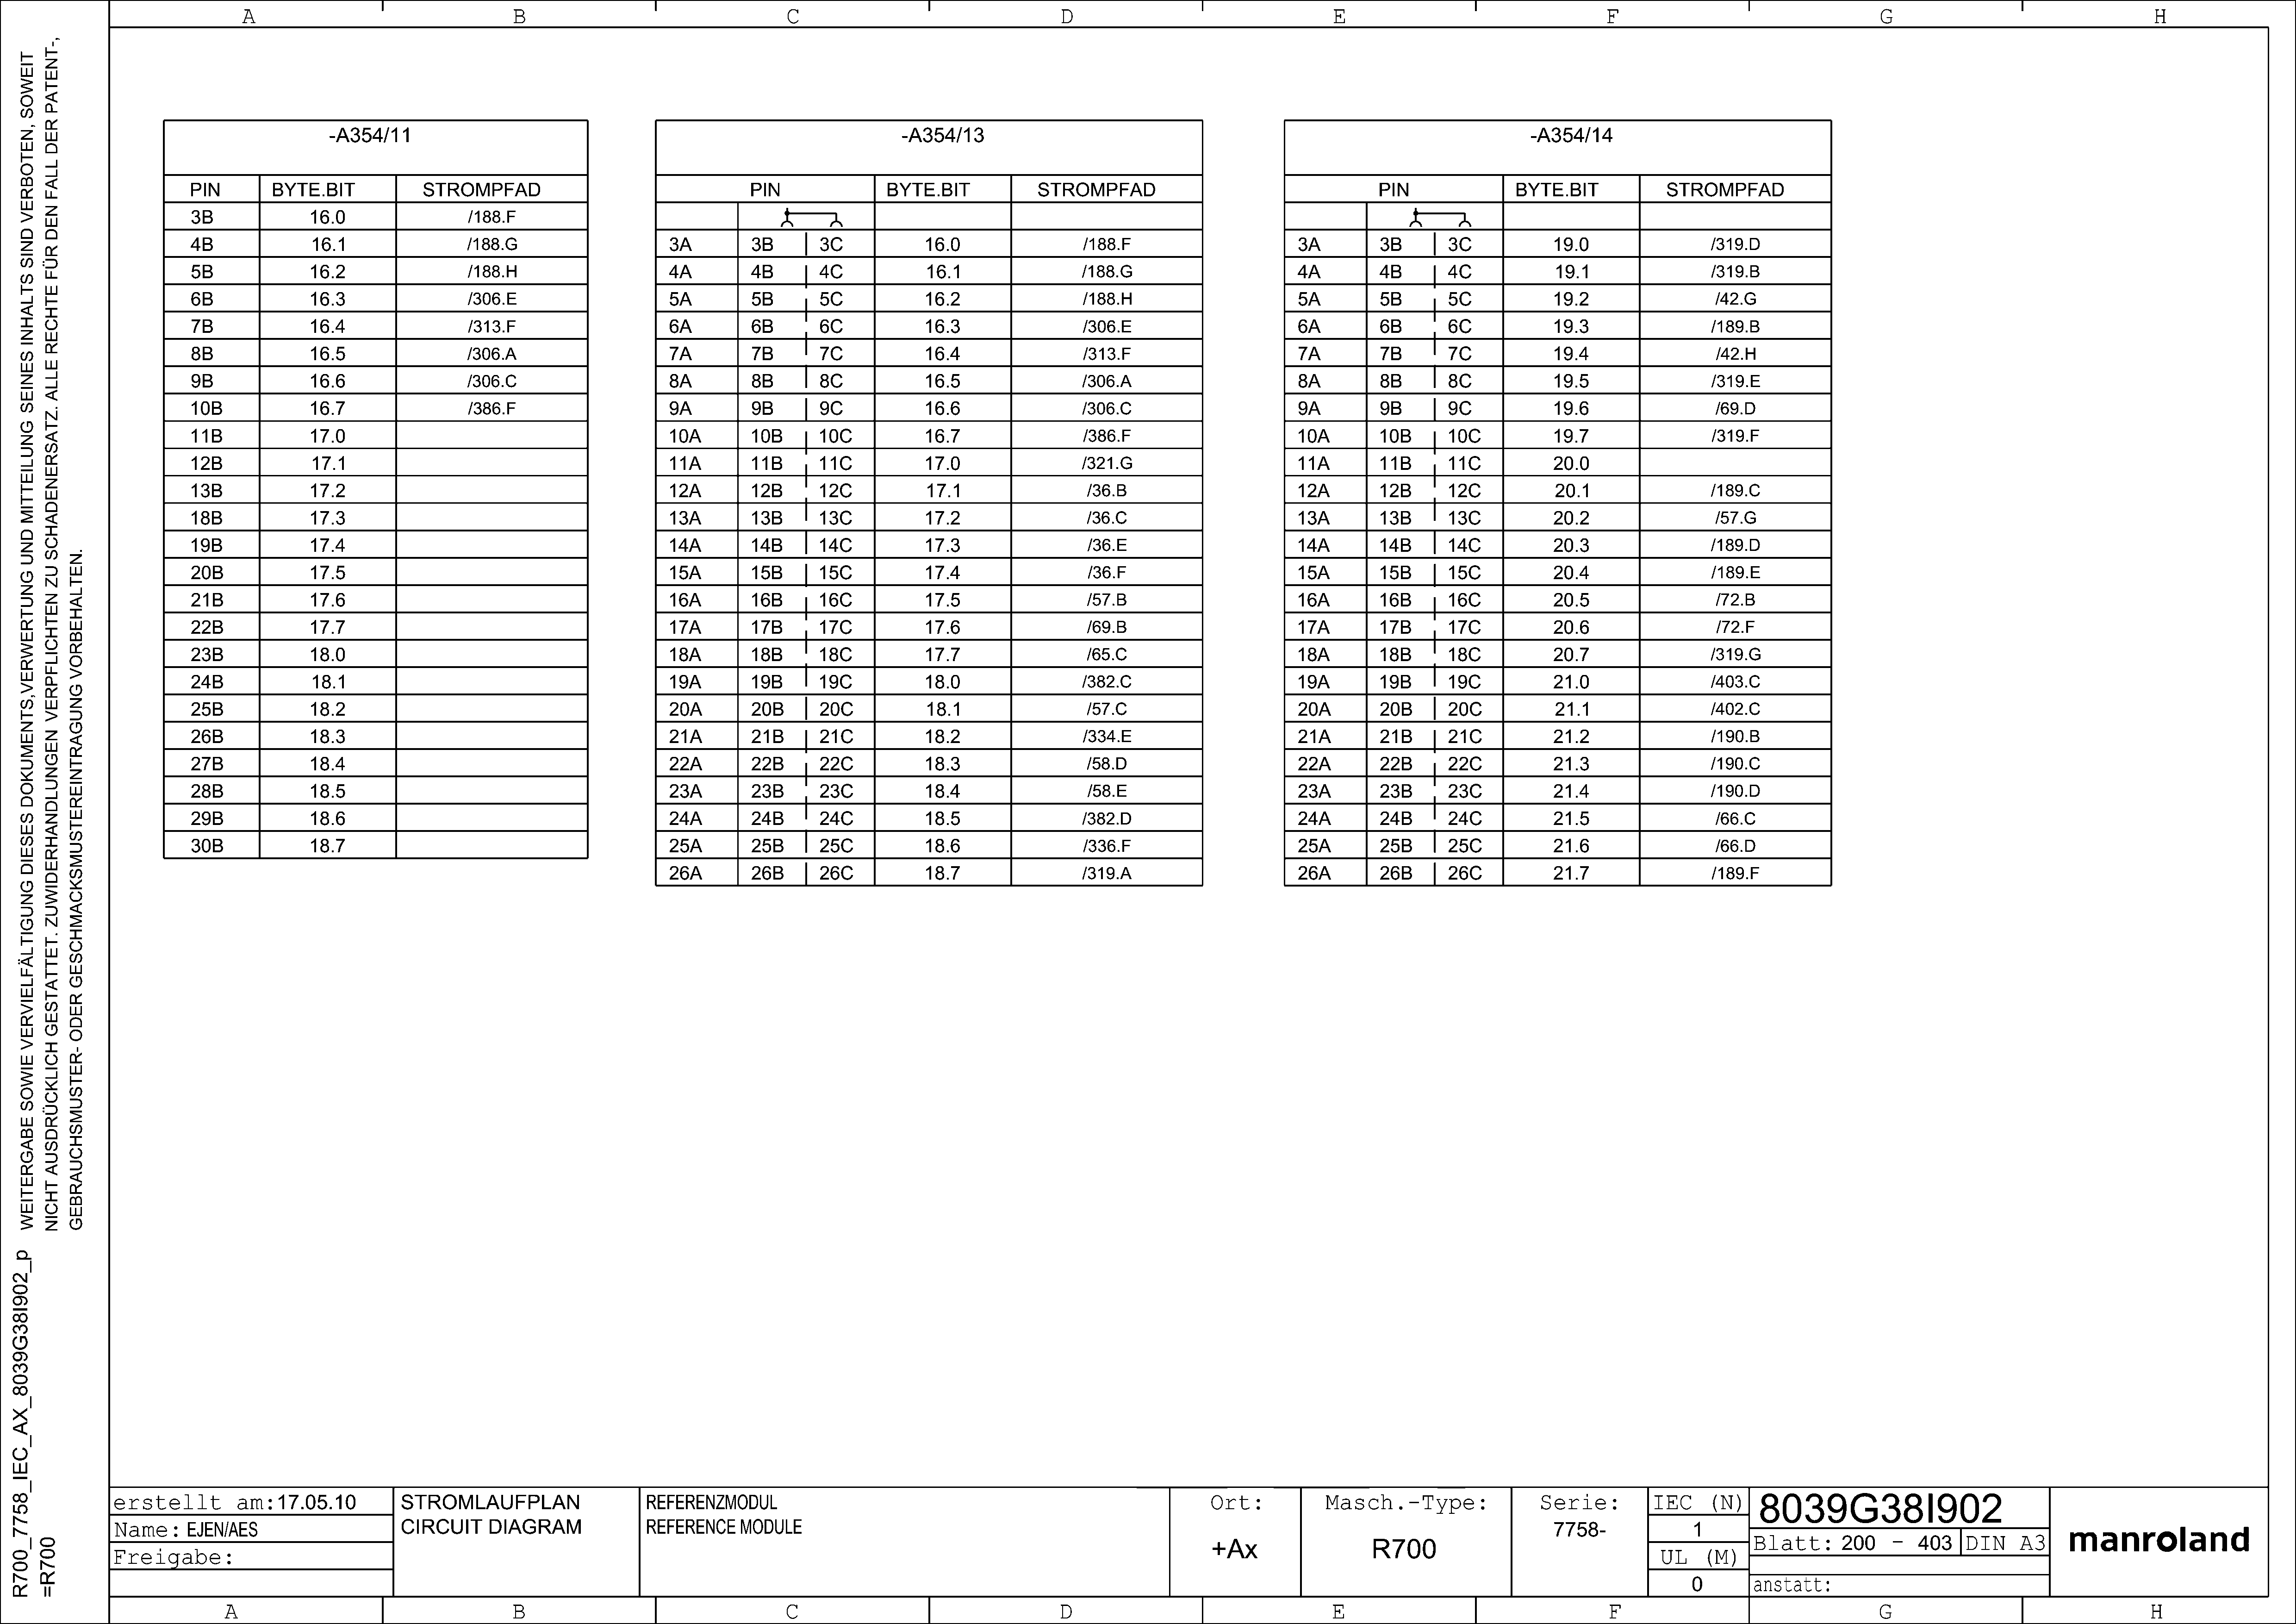 A B C D E F G H
-A354/11
PIN BYTE.BIT STROMPFAD
3B 16.0 /188.F
4B 16.1 /188.G
5B 16.2 /188.H
6B 16.3 /306.E
7B 16.4 /313.F
8B 16.5 /306.A
9B 16.6 /306.C
10B 16.7 /386.F
11B 17.0
12B 17.1
13B 17.2
18B 17.3
19B 17.4
20B 17.5
21B 17.6
22B 17.7
23B 18.0
24B 18.1
25B 18.2
26B 18.3
27B 18.4
28B 18.5
29B 18.6
30B 18.7
-A354/13
PIN BYTE.BIT STROMPFAD
3A 3B 3C 16.0 /188.F
4A 4B 4C 16.1 /188.G
5A 5B 5C 16.2 /188.H
6A 6B 6C 16.3 /306.E
7A 7B 7C 16.4 /313.F
8A 8B 8C 16.5 /306.A
9A 9B 9C 16.6 /306.C
10A 10B 10C 16.7 /386.F
11A 11B 11C 17.0 /321.G
12A 12B 12C 17.1 /36.B
13A 13B 13C 17.2 /36.C
14A 14B 14C 17.3 /36.E
15A 15B 15C 17.4 /36.F
16A 16B 16C 17.5 /57.B
17A 17B 17C 17.6 /69.B
18A 18B 18C 17.7 /65.C
19A 19B 19C 18.0 /382.C
20A 20B 20C 18.1 /57.C
21A 21B 21C 18.2 /334.E
22A 22B 22C 18.3 /58.D
23A 23B 23C 18.4 /58.E
24A 24B 24C 18.5 /382.D
25A 25B 25C 18.6 /336.F
26A 26B 26C 18.7 /319.A
-A354/14
PIN BYTE.BIT STROMPFAD
3A 3B 3C 19.0 /319.D
4A 4B 4C 19.1 /319.B
5A 5B 5C 19.2 /42.G
6A 6B 6C 19.3 /189.B
7A 7B 7C 19.4 /42.H
8A 8B 8C 19.5 /319.E
9A 9B 9C 19.6 /69.D
10A 10B 10C 19.7 /319.F
11A 11B 11C 20.0
12A 12B 12C 20.1 /189.C
13A 13B 13C 20.2 /57.G
14A 14B 14C 20.3 /189.D
15A 15B 15C 20.4 /189.E
16A 16B 16C 20.5 /72.B
17A 17B 17C 20.6 /72.F
18A 18B 18C 20.7 /319.G
19A 19B 19C 21.0 /403.C
20A 20B 20C 21.1 /402.C
21A 21B 21C 21.2 /190.B
22A 22B 22C 21.3 /190.C
23A 23B 23C 21.4 /190.D
24A 24B 24C 21.5 /66.C
25A 25B 25C 21.6 /66.D
26A 26B 26C 21.7 /189.F
WEITERGABE SOWIE VERVIELFÄLTIGUNG DIESES DOKUMENTS,VERWERTUNG UND MITTEILUNG SEINES INHALTS SIND VERBOTEN, SOWEIT
NICHT AUSDRÜCKLICH GESTATTET. ZUWIDERHANDLUNGEN VERPFLICHTEN ZU SCHADENERSATZ. ALLE RECHTE FÜR DEN FALL DER PATENT-,
GEBRAUCHSMUSTER- ODER GESCHMACKSMUSTEREINTRAGUNG VORBEHALTEN.
R700_7758_IEC_AX_8039G38I902_p
=R700
erstellt am:17.05.10
Name: EJEN/AES
Freigabe:
STROMLAUFPLAN
CIRCUIT DIAGRAM
REFERENZMODUL
REFERENCE MODULE
Ort:
+Ax
Masch.-Type:
R700
Serie:
7758-
IEC (N)
1
UL (M)
0
8039G38I902
Blatt: 200 - 403 DIN A3
anstatt:
manroland
A B C D E F G H